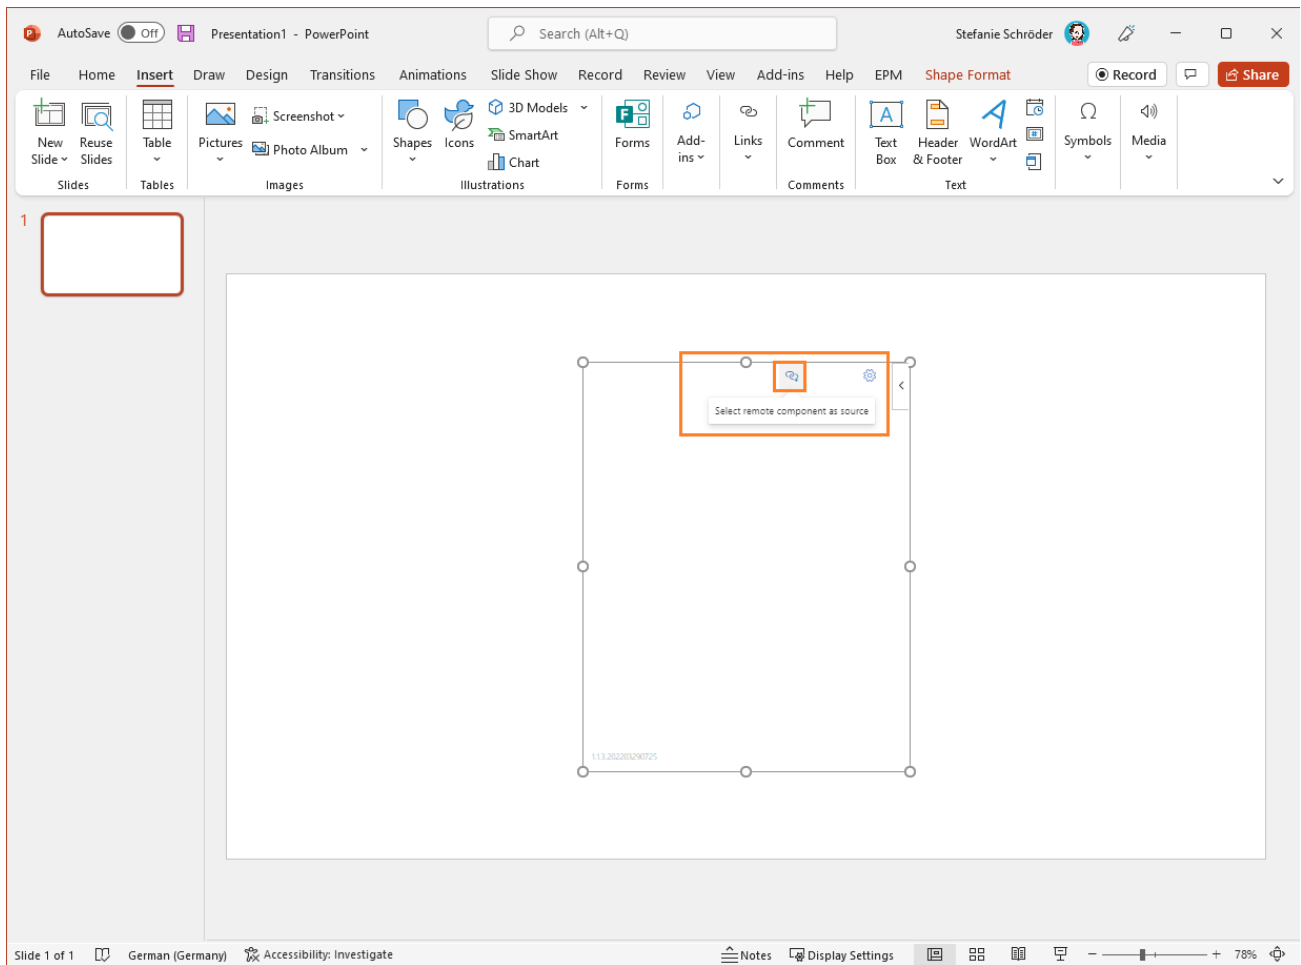 AutoSave Off Presentation1 - PowerPoint Search (Alt+Q) Stefanie Schröder
File Home Insert Draw Design Transitions Animations Slide Show Record Review View Add-ins Help EPM Shape Format Record Share
New Slide
Reuse Slides
Table
Pictures
Screenshot
Photo Album
Shapes
Icons
3D Models
SmartArt
Chart
Forms
Add-
ins
Links
Comment
Text
Box
Header
& Footer
WordArt
Symbols
Media
Slides Tables Images Illustrations Forms Comments Text
1
Select remote component as source
1.13.202203290725
Slide 1 of 1 German (Germany) Accessibility: Investigate Notes Display Settings 78%